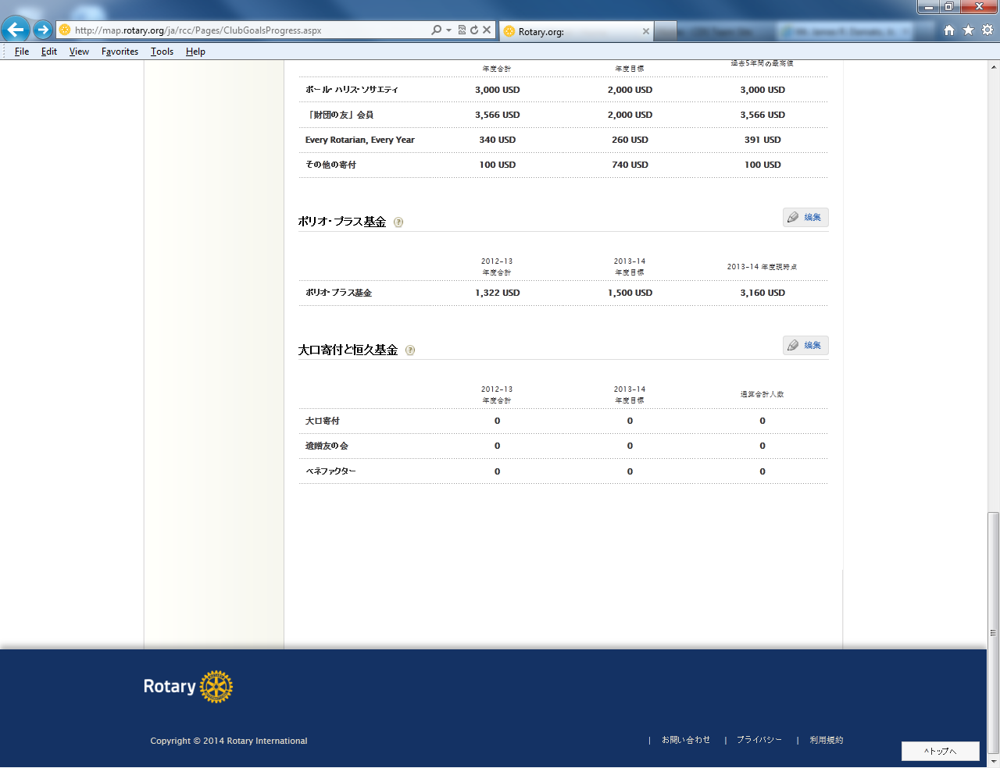 http://map.rotary.org/ja/rcc/Pages/ClubGoalsProgress.aspx
Rotary.org:
File Edit View Favorites Tools Help
年度合計 年度目標 過去5年間の最高値
ポール・ハリス・ソサエティ 3,000 USD 2,000 USD 3,000 USD
「財団の友」会員 3,566 USD 2,000 USD 3,566 USD
Every Rotarian, Every Year 340 USD 260 USD 391 USD
その他の寄付 100 USD 740 USD 100 USD
ポリオ・プラス基金 ? 編集
2012-13 2013-14
年度合計 年度目標 2013-14 年度現時点
ポリオ・プラス基金 1,322 USD 1,500 USD 3,160 USD
大口寄付と恒久基金 ? 編集
2012-13 2013-14
年度合計 年度目標 通算合計人数
大口寄付 0 0 0
遺贈友の会 0 0 0
ベネファクター 0 0 0
Rotary
Copyright © 2014 Rotary International
| お問い合わせ | プライバシー | 利用規約
^トップへ